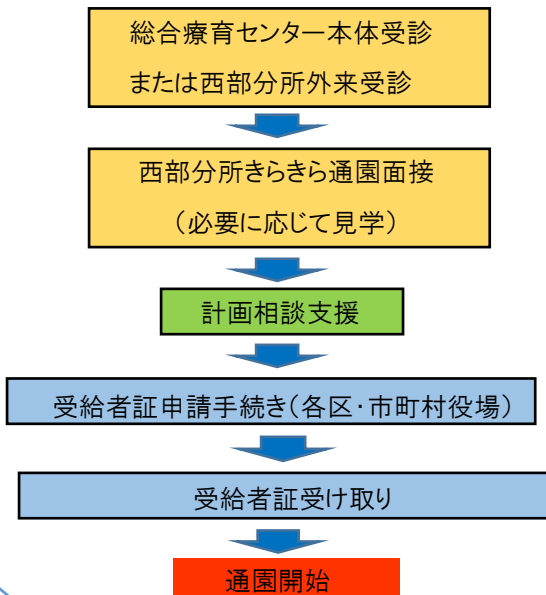 総合療育センター本体受診
または西部分所外来受診
西部分所きらきら通園面接
（必要に応じて見学）
計画相談支援
受給者証申請手続き（各区・市町村役場）
受給者証受け取り
通園開始